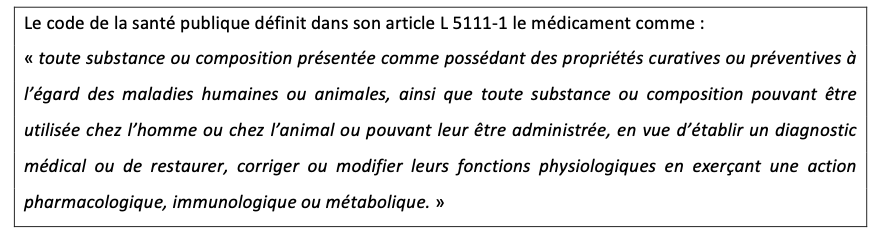 Le code de la santé publique définit dans son article L 5111-1 le médicament comme :
« toute substance ou composition présentée comme possédant des propriétés curatives ou préventives à
l’égard des maladies humaines ou animales, ainsi que toute substance ou composition pouvant être
utilisée chez l’homme ou chez l’animal ou pouvant leur être administrée, en vue d’établir un diagnostic
médical ou de restaurer, corriger ou modifier leurs fonctions physiologiques en exerçant une action
pharmacologique, immunologique ou métabolique. »